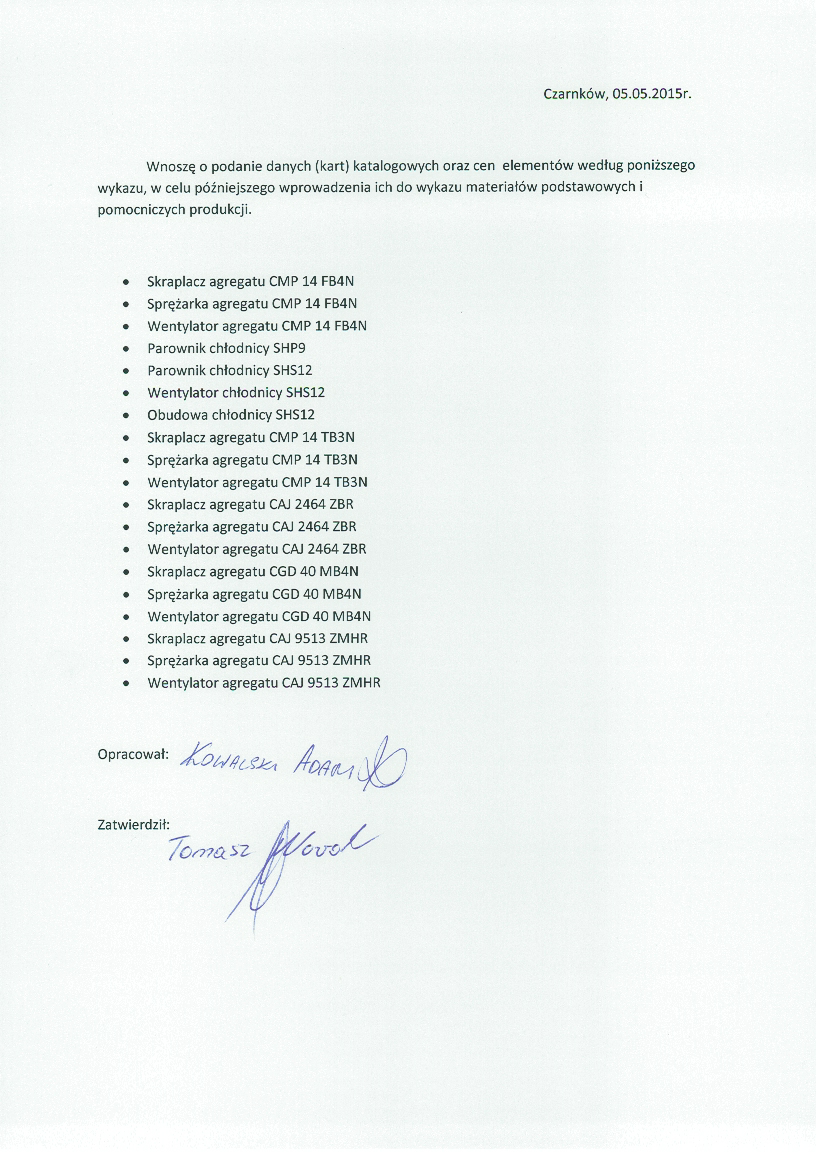 Czarnków, 05.05.2015r.
Wnoszę o podanie danych (kart) katalogowych oraz cen elementów według poniższego
wykazu, w celu późniejszego wprowadzenia ich do wykazu materiałów podstawowych i
pomocniczych produkcji.
• Skraplacz agregatu CMP 14 FB4N
• Sprężarka agregatu CMP 14 FB4N
• Wentylator agregatu CMP 14 FB4N
• Parownik chłodnicy SHP9
• Parownik chłodnicy SHS12
• Wentylator chłodnicy SHS12
• Obudowa chłodnicy SHS12
• Skraplacz agregatu CMP 14 TB3N
• Sprężarka agregatu CMP 14 TB3N
• Wentylator agregatu CMP 14 TB3N
• Skraplacz agregatu CAJ 2464 ZBR
• Sprężarka agregatu CAJ 2464 ZBR
• Wentylator agregatu CAJ 2464 ZBR
• Skraplacz agregatu CGD 40 MB4N
• Sprężarka agregatu CGD 40 MB4N
• Wentylator agregatu CGD 40 MB4N
• Skraplacz agregatu CAJ 9513 ZMHR
• Sprężarka agregatu CAJ 9513 ZMHR
• Wentylator agregatu CAJ 9513 ZMHR
Opracował: KOWALSKI ADAM
Zatwierdził:
Tomasz Novak